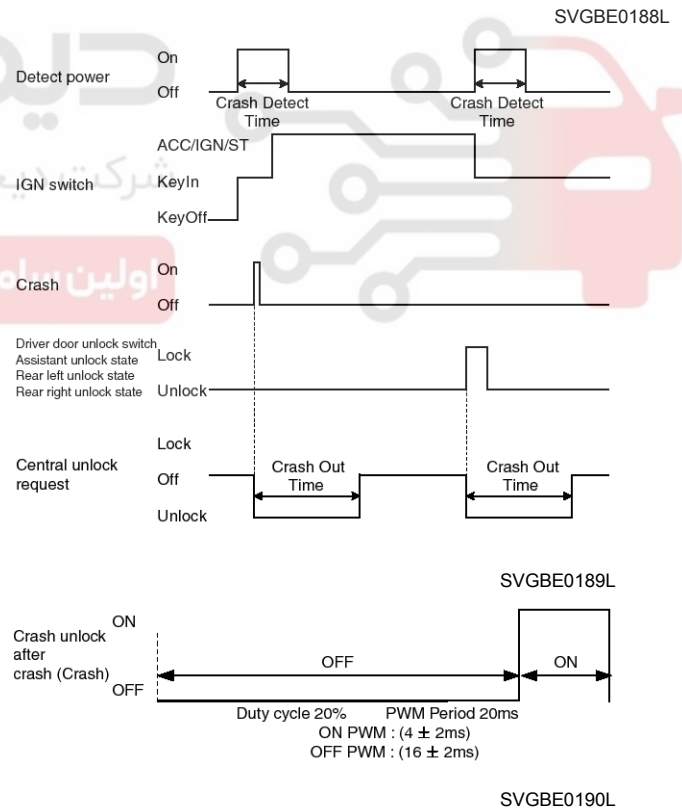 SVGBE0188L
Detect power
On
Off
Crash Detect
Time
Crash Detect
Time
IGN switch
ACC/IGN/ST
KeyIn
KeyOff
Crash
On
Off
Driver door unlock switch
Assistant unlock state
Rear left unlock state
Rear right unlock state
Lock
Unlock
Central unlock
request
Lock
Off
Unlock
Crash Out
Time
Crash Out
Time
SVGBE0189L
Crash unlock
after
crash (Crash)
ON
OFF
OFF
ON
Duty cycle 20% PWM Period 20ms
ON PWM : (4 ± 2ms)
OFF PWM : (16 ± 2ms)
SVGBE0190L